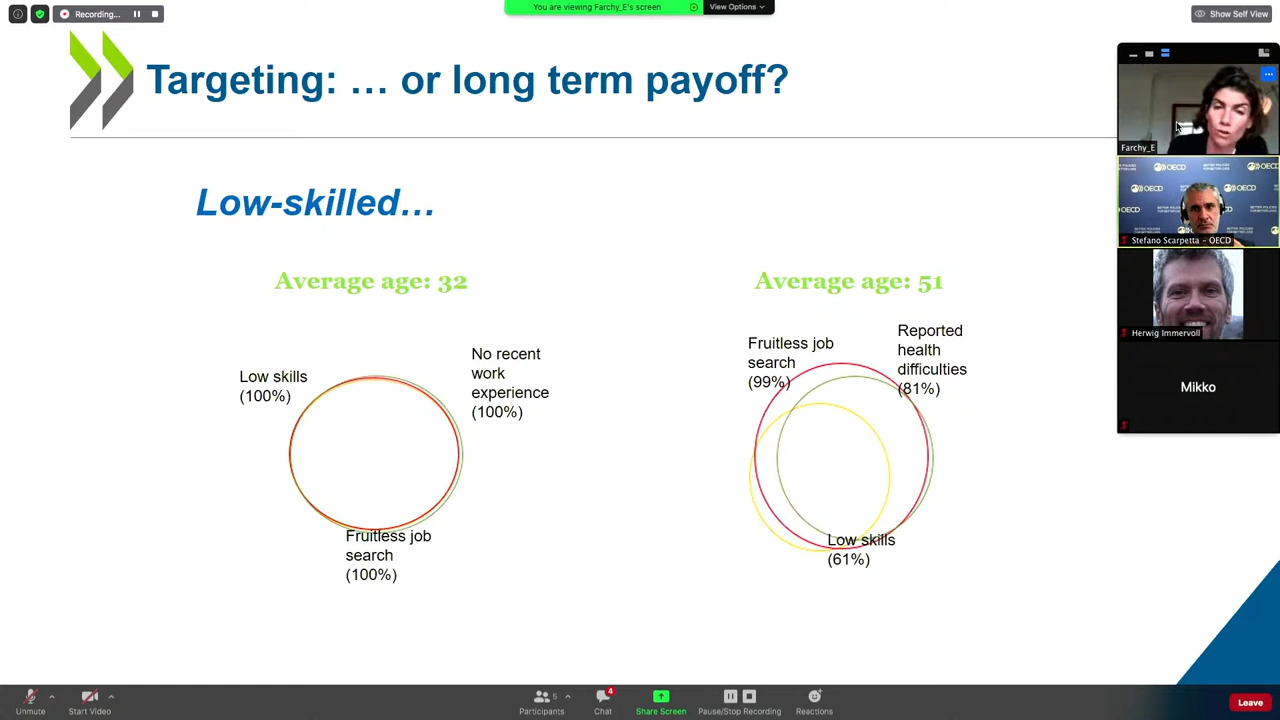 Recording...
You are viewing Farchy_E's screen
View Options
Show Self View
Targeting: … or long term payoff?
Low-skilled…
Average age: 32
Low skills
(100%)
No recent
work
experience
(100%)
Fruitless job
search
(100%)
Average age: 51
Fruitless job
search
(99%)
Reported
health
difficulties
(81%)
Low skills
(61%)
Farchy_E
OECD
Stefano Scarpetta - OECD
Herwig Immervoll
Mikko
Unmute
Start Video
5
Participants
4
Chat
Share Screen
Pause/Stop Recording
Reactions
Leave